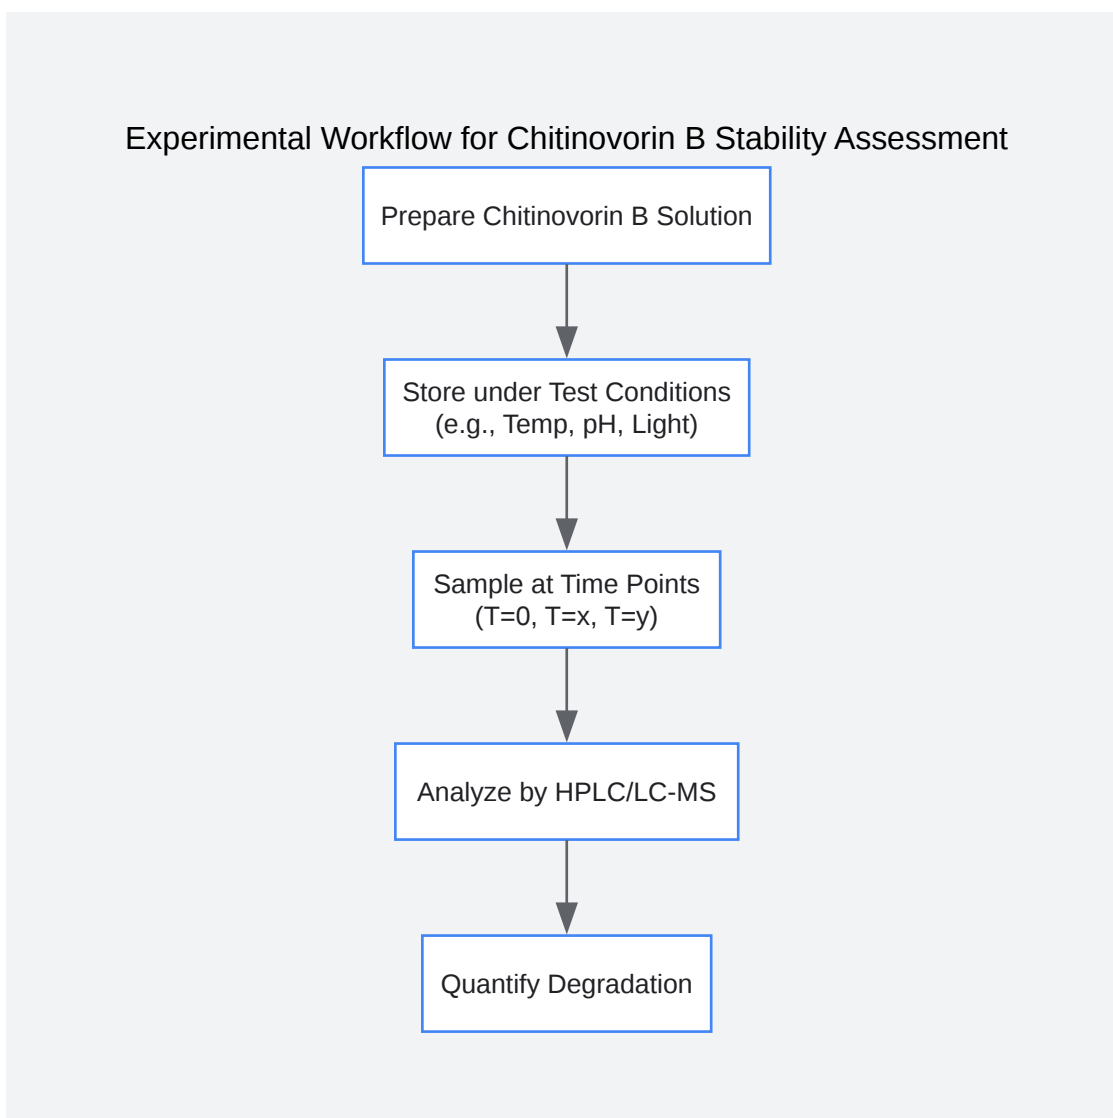 Experimental Workflow for Chitinovorin B Stability Assessment
Prepare Chitinovorin B Solution
Store under Test Conditions
(e.g., Temp, pH, Light)
Sample at Time Points
(T=0, T=x, T=y)
Analyze by HPLC/LC-MS
Quantify Degradation